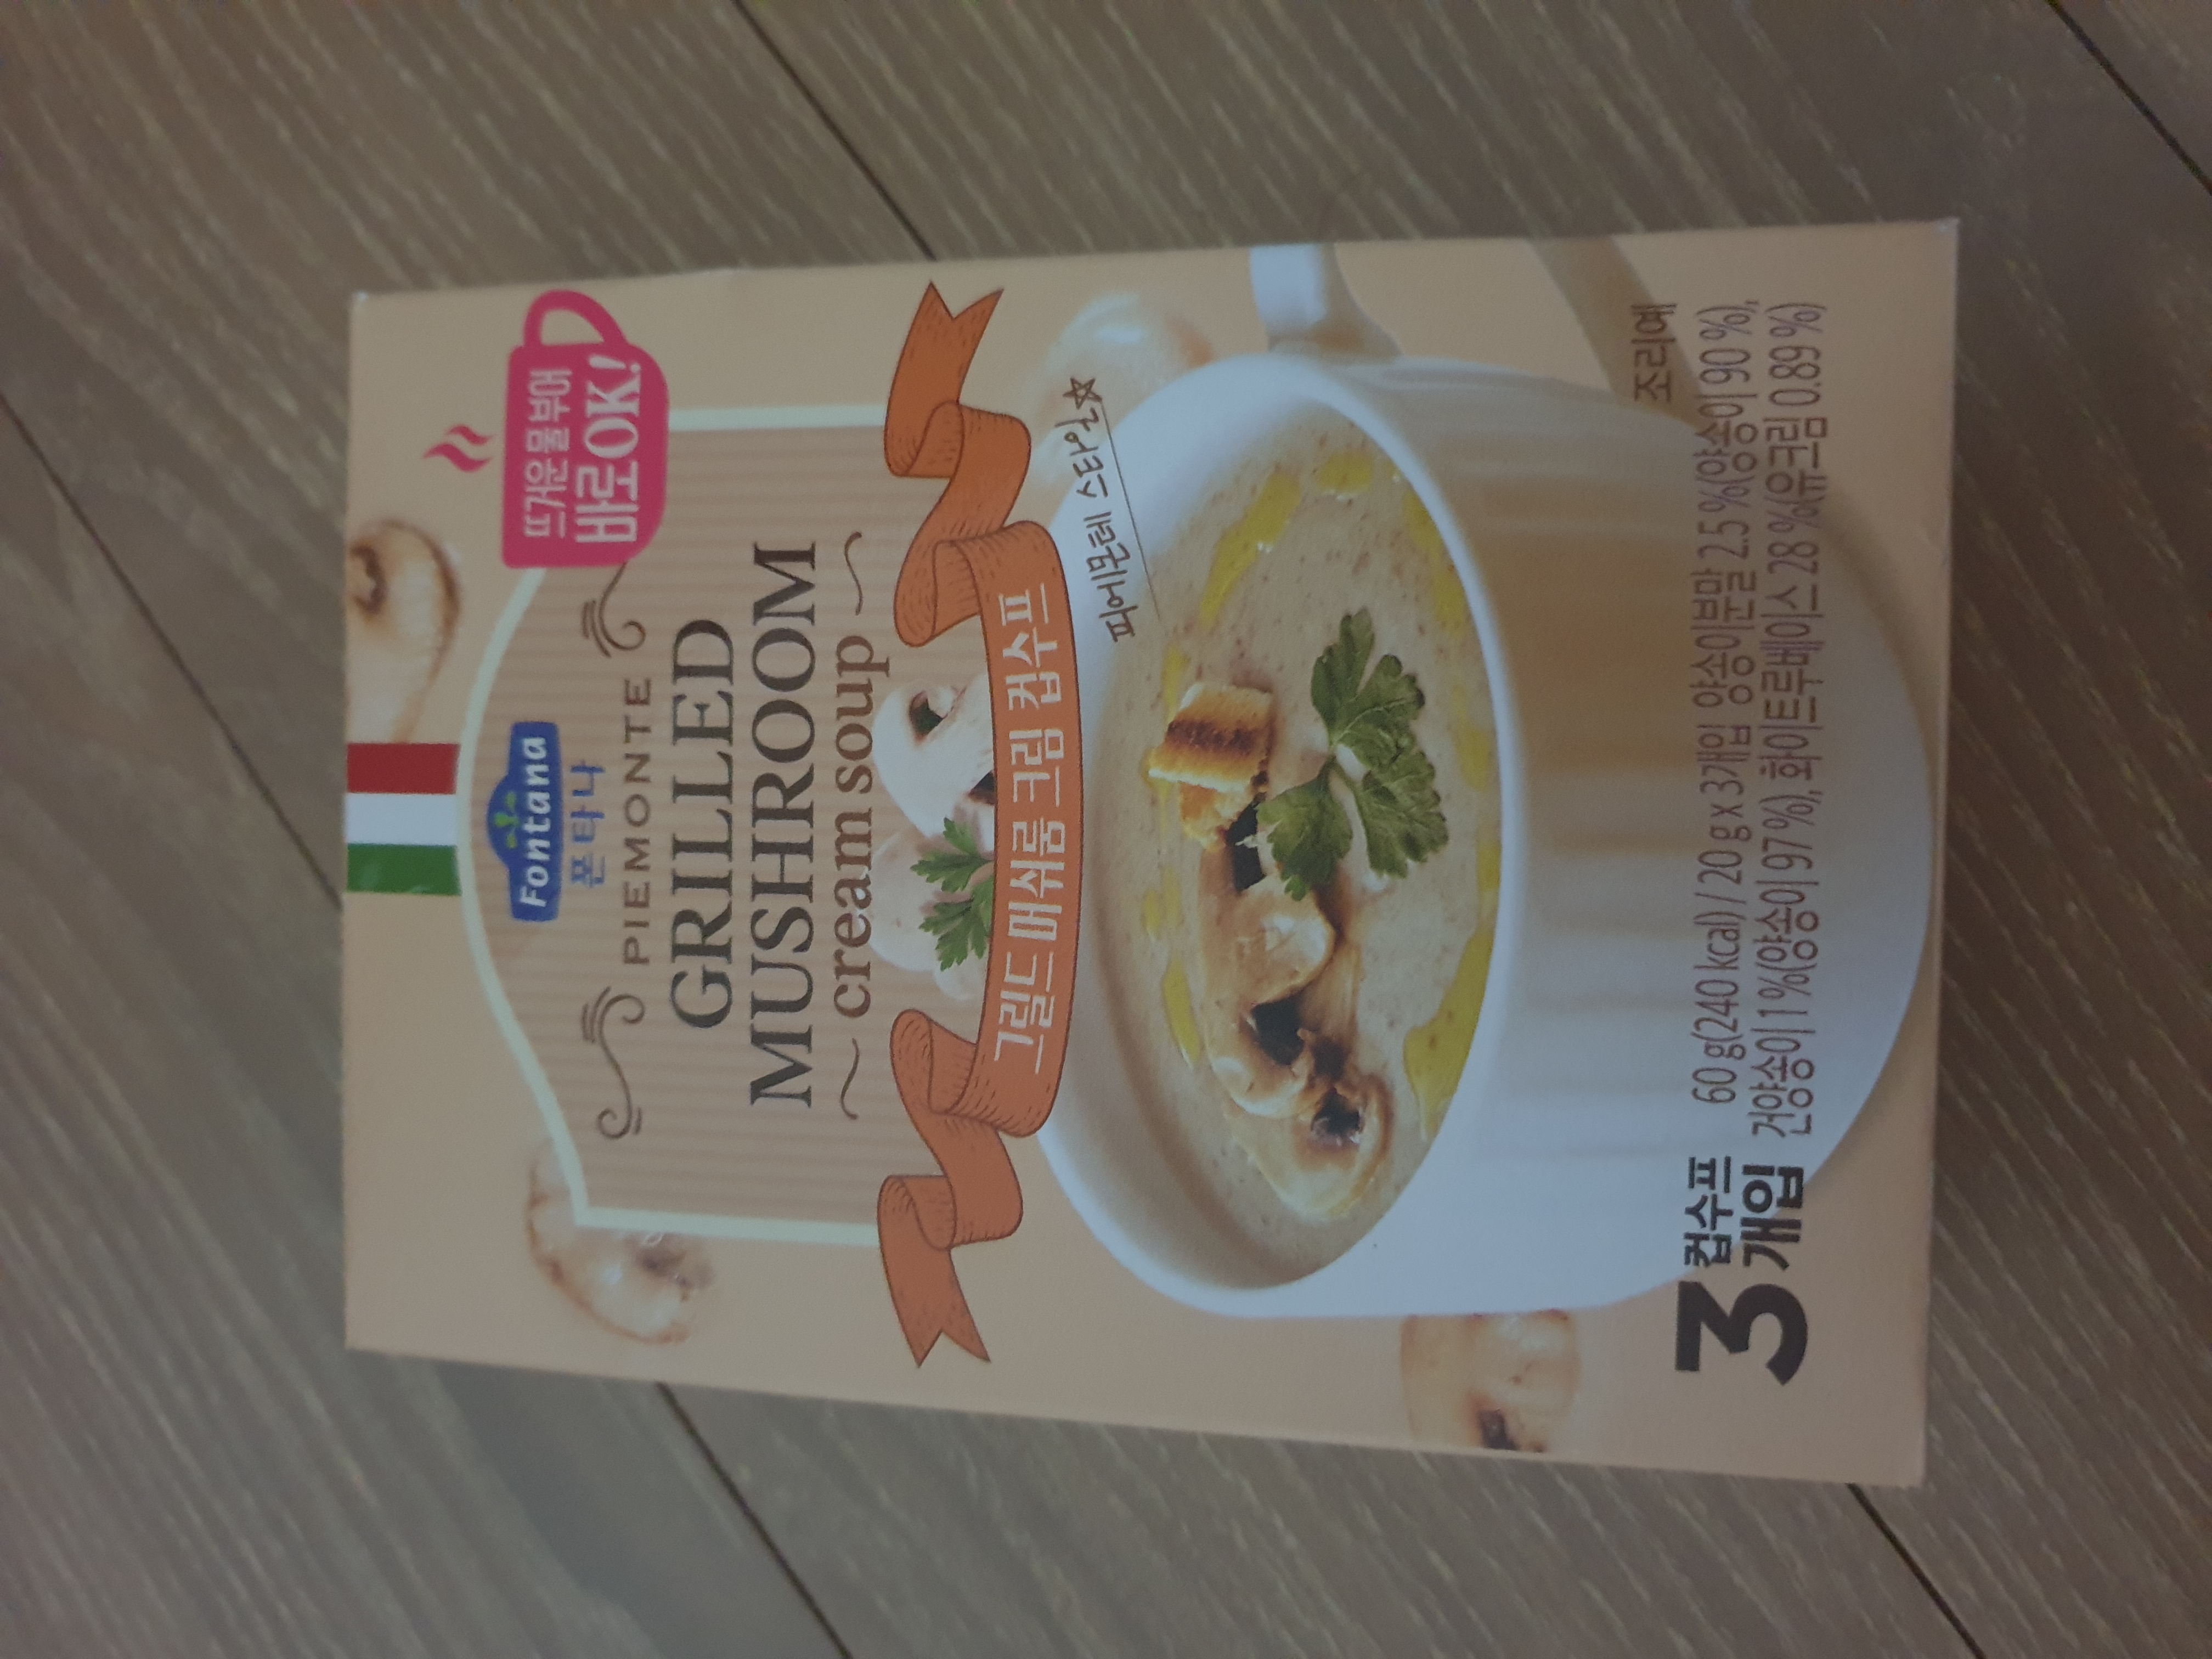 뜨거운 물 부어
바로OK!
Fontana
폰타나
PIEMONTE
GRILLED
MUSHROOM
cream soup
그릴드 머쉬룸 크림 컵수프
피에몬테 스타일
조리예
3 컵수프
개입
60 g(240 kcal) / 20 g x 3개입 양송이분말 2.5 %(양송이 90 %),
건양송이 1 %(양송이 97 %), 화이트루베이스 28 %(유크림 0.89 %)